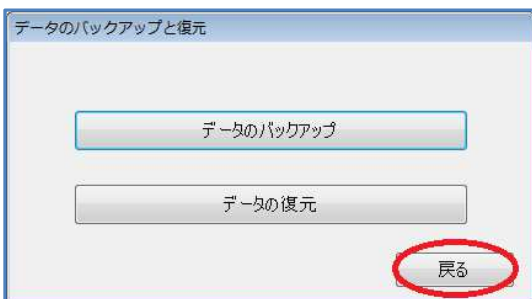 データのバックアップと復元
データのバックアップ
データの復元
戻る